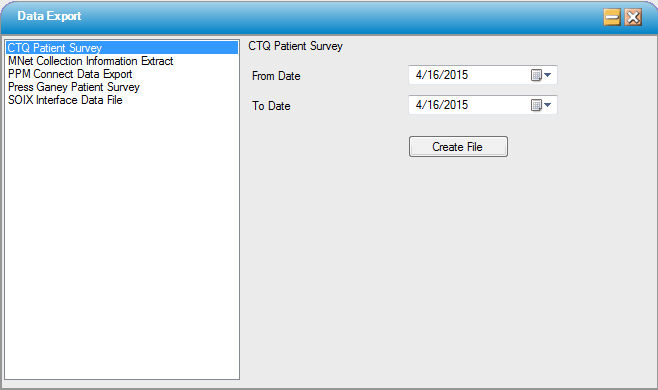 Data Export
CTQ Patient Survey
MNet Collection Information Extract
PPM Connect Data Export
Press Ganey Patient Survey
SOIX Interface Data File
CTQ Patient Survey
From Date 4/16/2015
To Date 4/16/2015
Create File